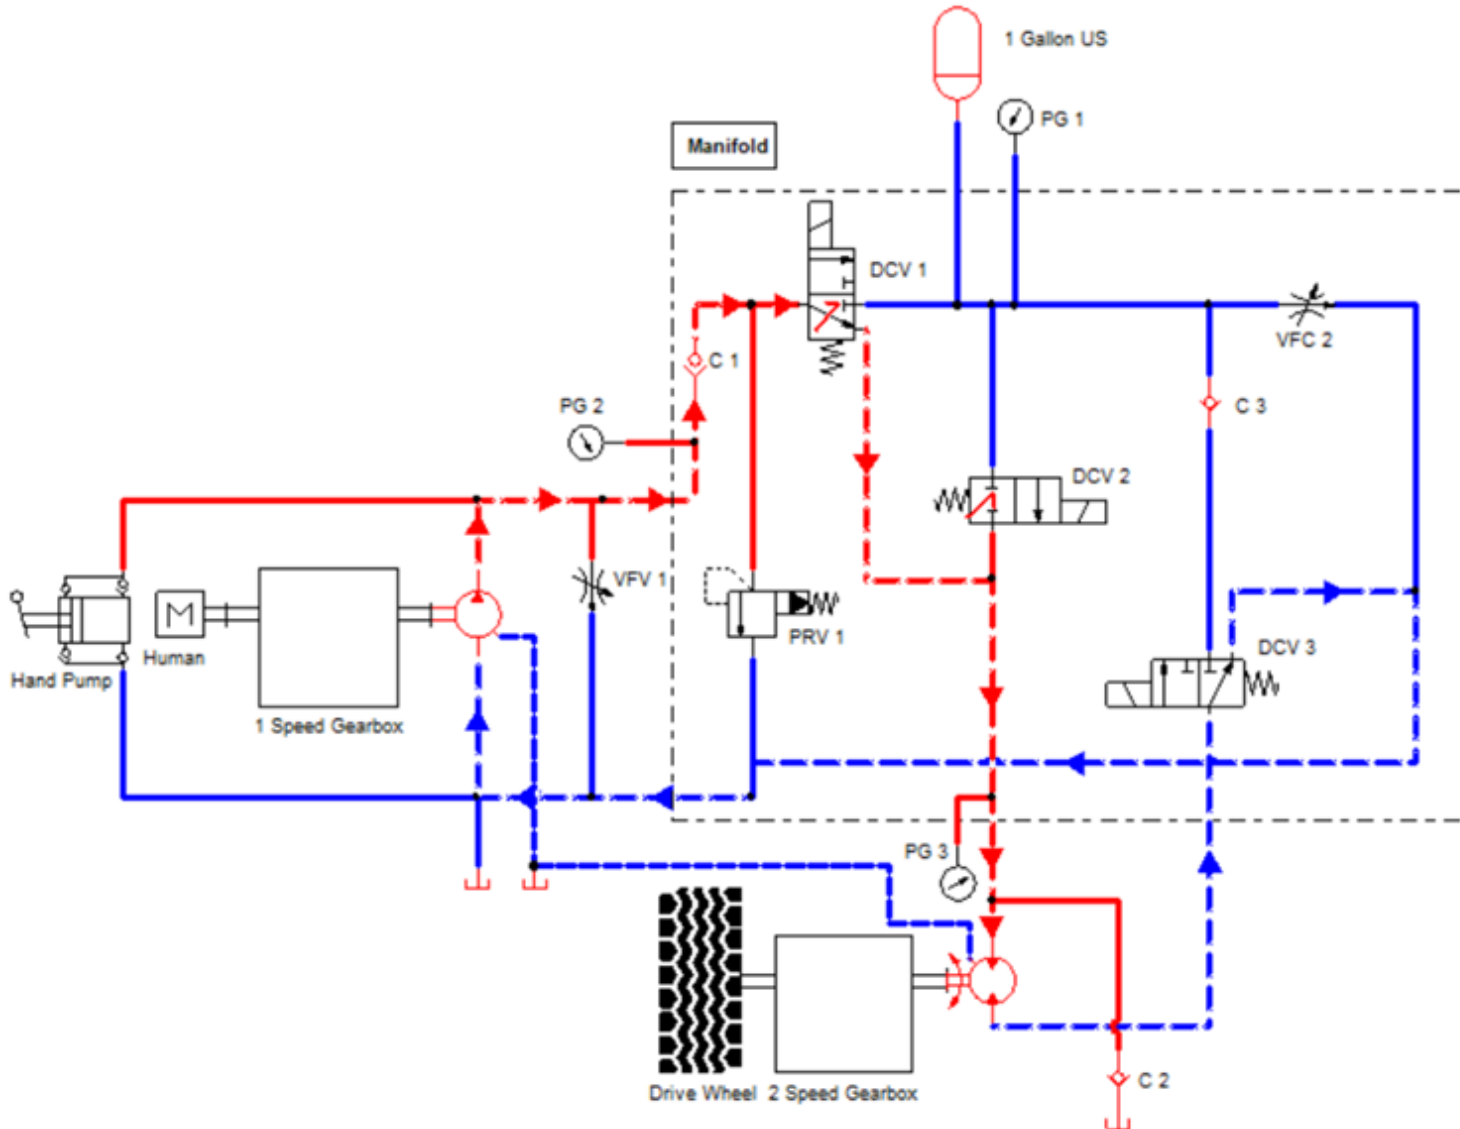 1 Gallon US
PG 1
Manifold
DCV 1
VFC 2
C 1
C 3
PG 2
DCV 2
VFV 1
M
PRV 1
DCV 3
Human
Hand Pump
1 Speed Gearbox
PG 3
C 2
Drive Wheel
2 Speed Gearbox